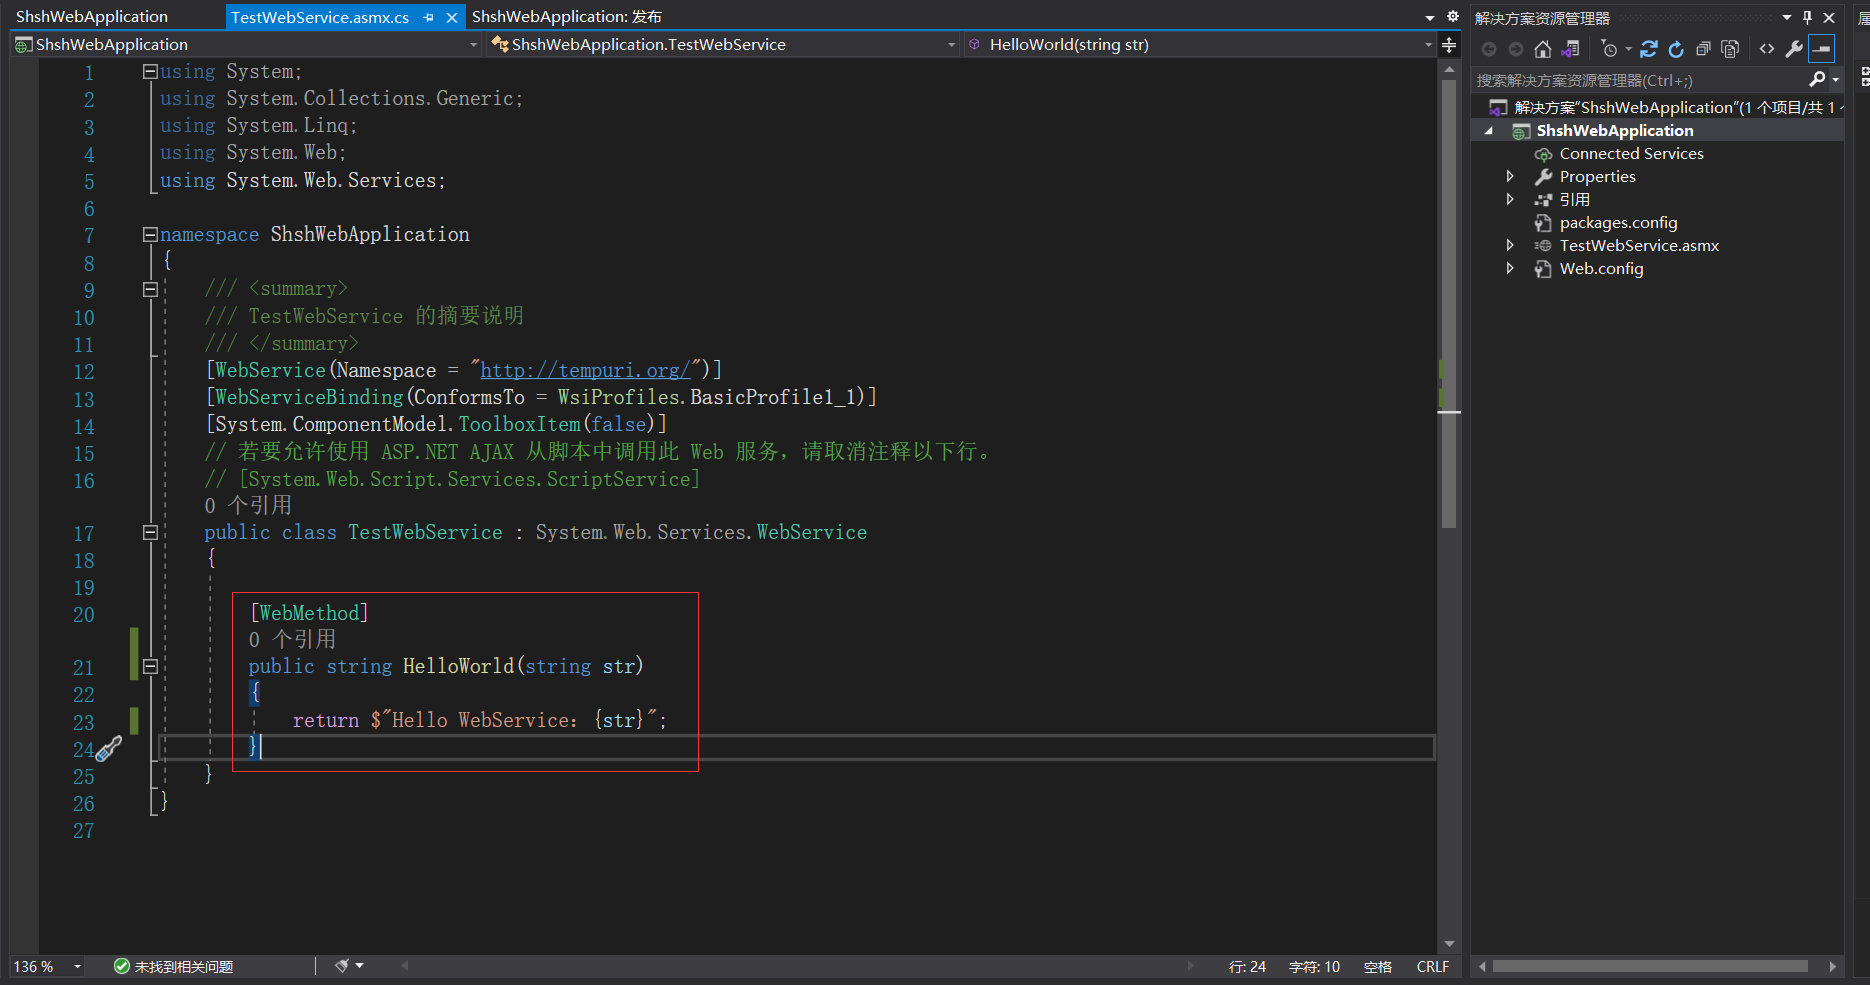 ShshWebApplication
TestWebService.asmx.cs
ShshWebApplication: 发布
ShshWebApplication
ShshWebApplication.TestWebService
HelloWorld(string str)
1 using System;
2 using System.Collections.Generic;
3 using System.Linq;
4 using System.Web;
5 using System.Web.Services;
6
7 namespace ShshWebApplication
8 {
9 /// <summary>
10 /// TestWebService 的摘要说明
11 /// </summary>
12 [WebService(Namespace = "http://tempuri.org/")]
13 [WebServiceBinding(ConformsTo = WsiProfiles.BasicProfile1_1)]
14 [System.ComponentModel.ToolboxItem(false)]
15 // 若要允许使用 ASP.NET AJAX 从脚本中调用此 Web 服务，请取消注释以下行。
16 // [System.Web.Script.Services.ScriptService]
0 个引用
17 public class TestWebService : System.Web.Services.WebService
18 {
19
20 [WebMethod]
0 个引用
21 public string HelloWorld(string str)
22 {
23 return $"Hello WebService: {str}";
24 }
25 }
26 }
27
136 %
未找到相关问题
行: 24
字符: 10
空格
CRLF
解决方案资源管理器
搜索解决方案资源管理器(Ctrl+;)
解决方案"ShshWebApplication"(1 个项目/共 1
ShshWebApplication
Connected Services
Properties
引用
packages.config
TestWebService.asmx
Web.config